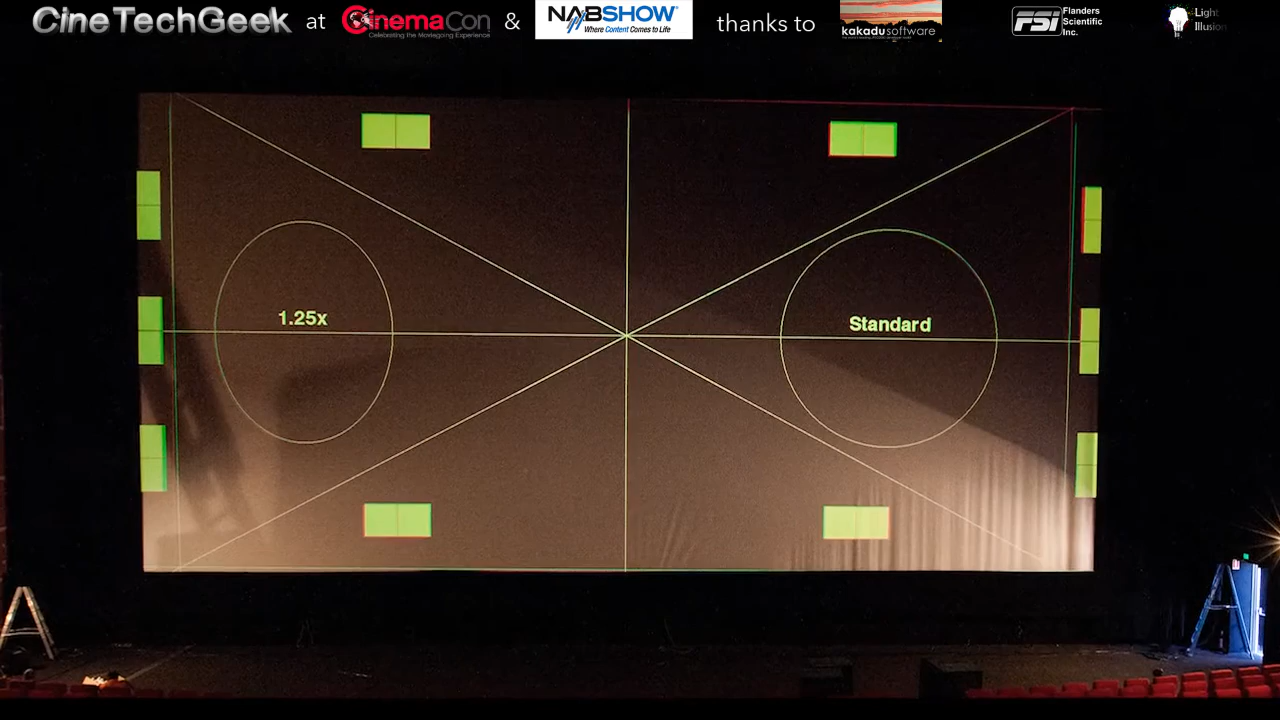 CineTechGeek at CinemaCon & NABSHOW thanks to
Celebrating the Moviegoing Experience
Where Content Comes to Life
kakadusoftware
FSI Flanders
Scientific
Inc.
Light
Illusion
1.25x
Standard